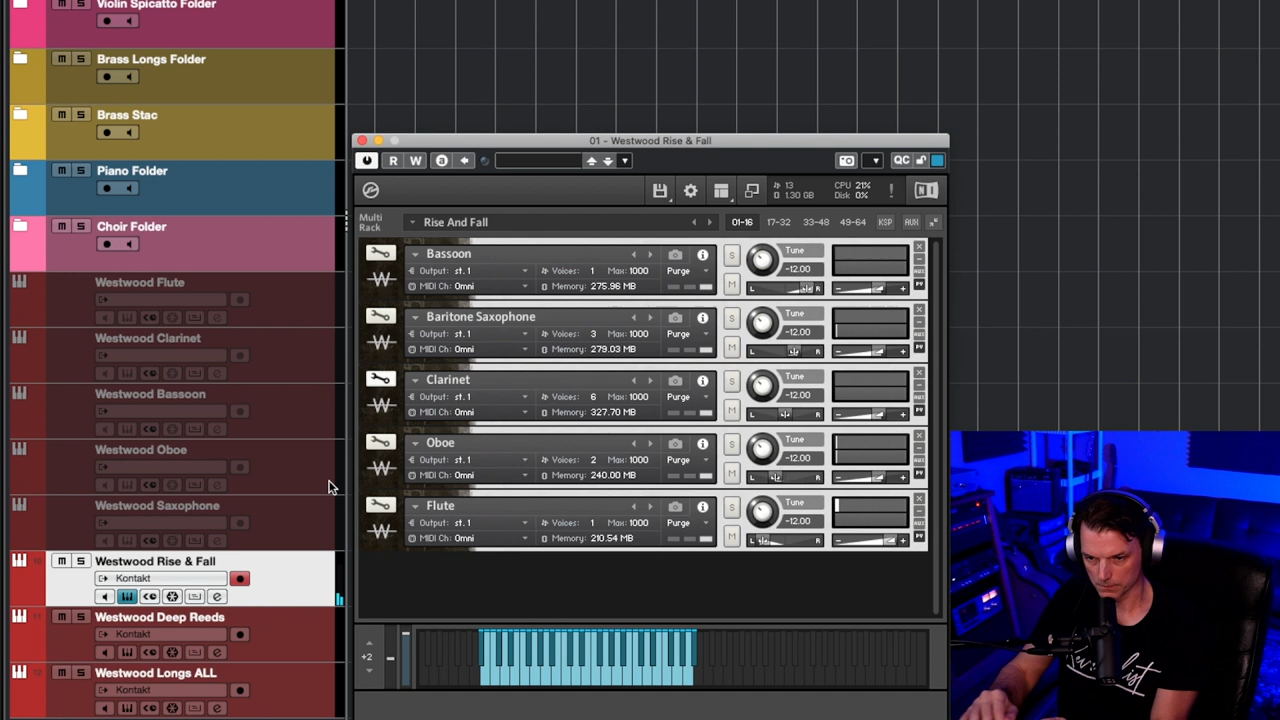 Violin Spicatto Folder
M S
Brass Longs Folder
M S
Brass Stac
M S
Piano Folder
M S
Choir Folder
Westwood Flute
Westwood Clarinet
Westwood Bassoon
Westwood Oboe
Westwood Saxophone
10
M S
Westwood Rise & Fall
Kontakt
11
M S
Westwood Deep Reeds
Kontakt
12
M S
Westwood Longs ALL
Kontakt
01 - Westwood Rise & Fall
R W a QC
13 CPU 21% !
1.30 GB Disk 0%
Multi Rack
Rise And Fall
01-16 17-32 33-48 49-64 KSP AUX
Bassoon S Tune
Output: st.1 Voices: 1 Max: 1000 Purge -12.00
MIDI Ch: Omni Memory: 275.96 MB M L R - +
Baritone Saxophone S Tune
Output: st.1 Voices: 3 Max: 1000 Purge -12.00
MIDI Ch: Omni Memory: 279.03 MB M L R - +
Clarinet S Tune
Output: st.1 Voices: 6 Max: 1000 Purge -12.00
MIDI Ch: Omni Memory: 327.70 MB M L R - +
Oboe S Tune
Output: st.1 Voices: 2 Max: 1000 Purge -12.00
MIDI Ch: Omni Memory: 240.00 MB M L R - +
Flute S Tune
Output: st.1 Voices: 1 Max: 1000 Purge -12.00
MIDI Ch: Omni Memory: 210.54 MB M L R - +
+2